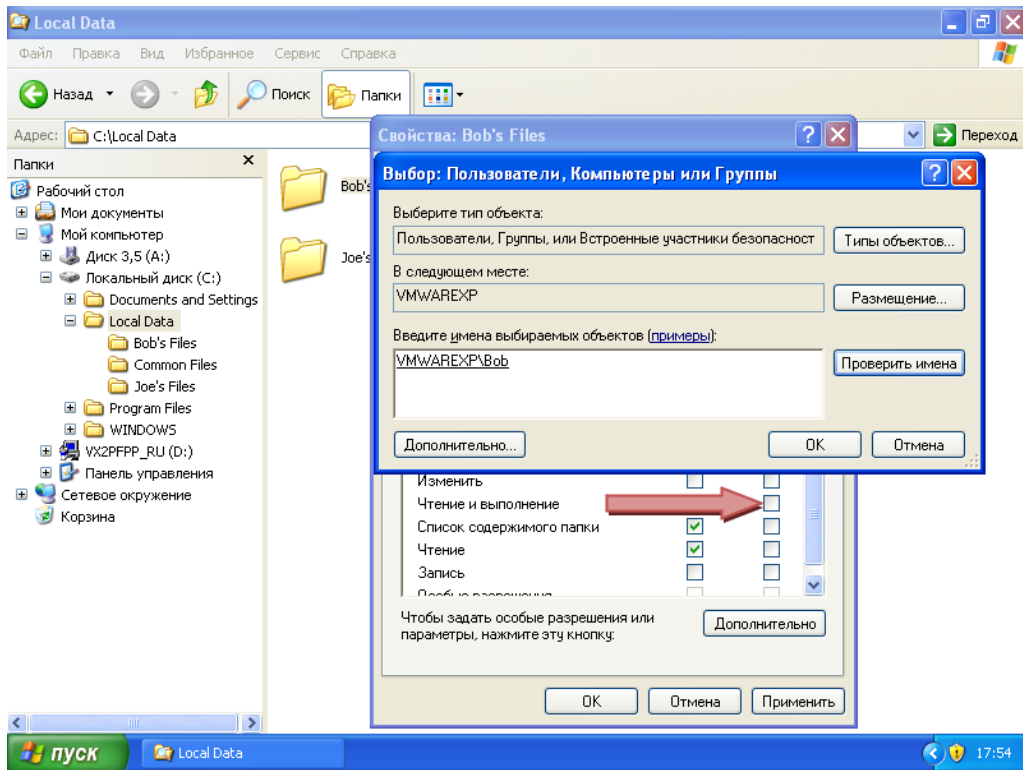 Local Data
Файл Правка Вид Избранное Сервис Справка
Назад Поиск Папки
Адрес: C:\Local Data Переход
Папки
Рабочий стол
Мои документы
Мой компьютер
Диск 3,5 (A:)
Локальный диск (C:)
Documents and Settings
Local Data
Bob's Files
Common Files
Joe's Files
Program Files
WINDOWS
VX2PFPP_RU (D:)
Панель управления
Сетевое окружение
Корзина
Bob's
Joe's
Свойства: Bob's Files
Выбор: Пользователи, Компьютеры или Группы
Выберите тип объекта:
Пользователи, Группы, или Встроенные участники безопасност Типы объектов...
В следующем месте:
VMWAREXP Размещение...
Введите имена выбираемых объектов (примеры):
VMWAREXP\Bob Проверить имена
Дополнительно... OK Отмена
Изменить
Чтение и выполнение
Список содержимого папки
Чтение
Запись
Особые разрешения
Чтобы задать особые разрешения или
параметры, нажмите эту кнопку: Дополнительно
OK Отмена Применить
пуск Local Data 17:54